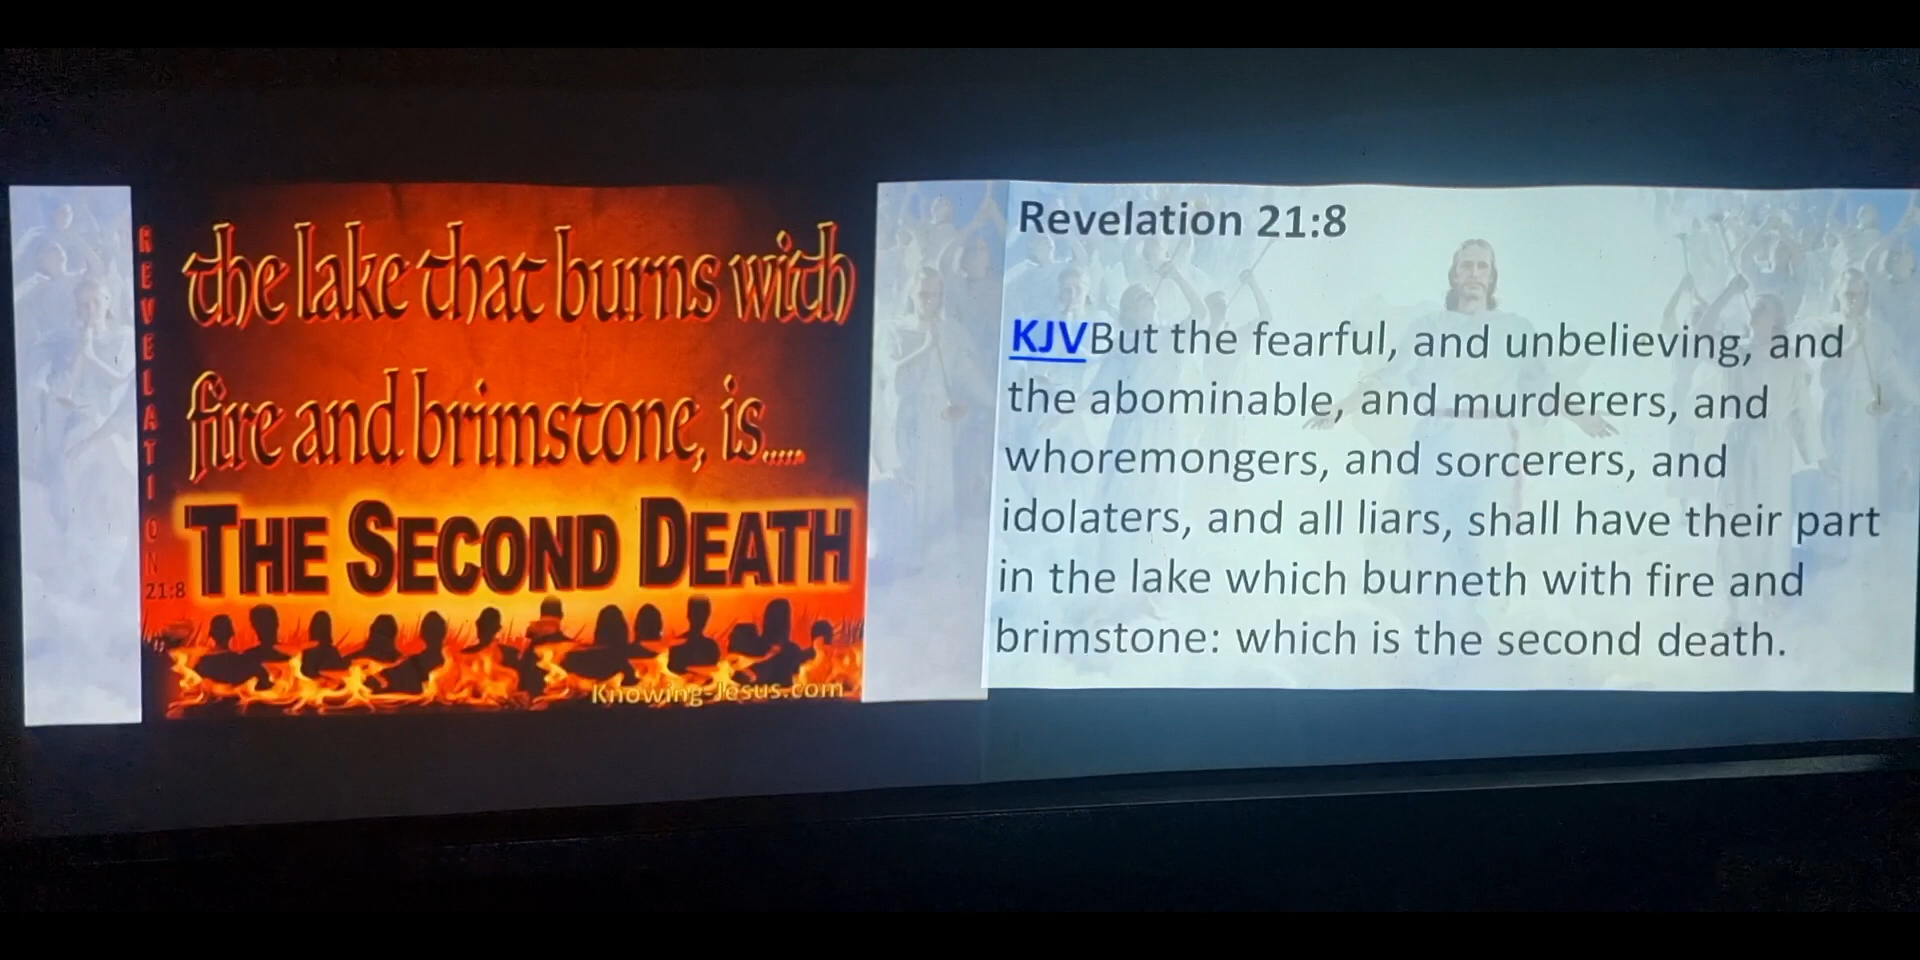 REVELATION
21:8
the lake that burns with
fire and brimstone, is.....
THE SECOND DEATH
Knowing-Jesus.com
Revelation 21:8
KJVBut the fearful, and unbelieving, and
the abominable, and murderers, and
whoremongers, and sorcerers, and
idolaters, and all liars, shall have their part
in the lake which burneth with fire and
brimstone: which is the second death.